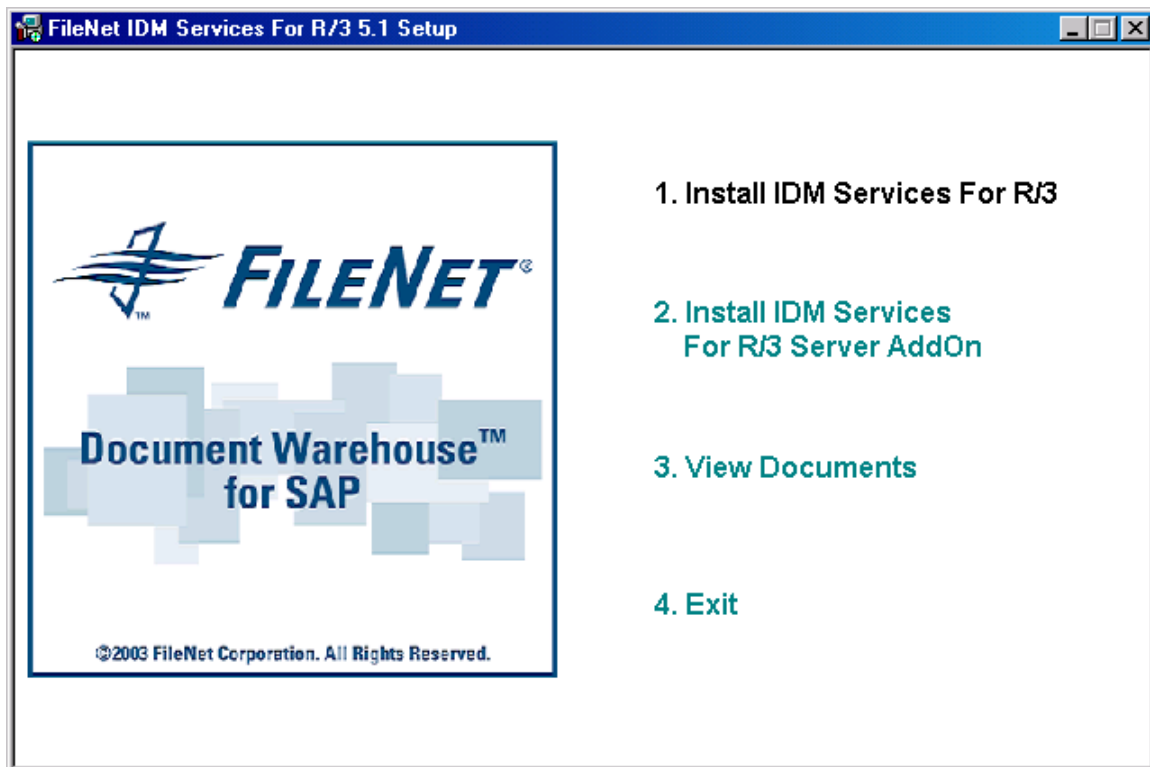 FileNet IDM Services For R/3 5.1 Setup
FILENET®
TM
Document Warehouse™
for SAP
©2003 FileNet Corporation. All Rights Reserved.
1. Install IDM Services For R/3
2. Install IDM Services
For R/3 Server AddOn
3. View Documents
4. Exit